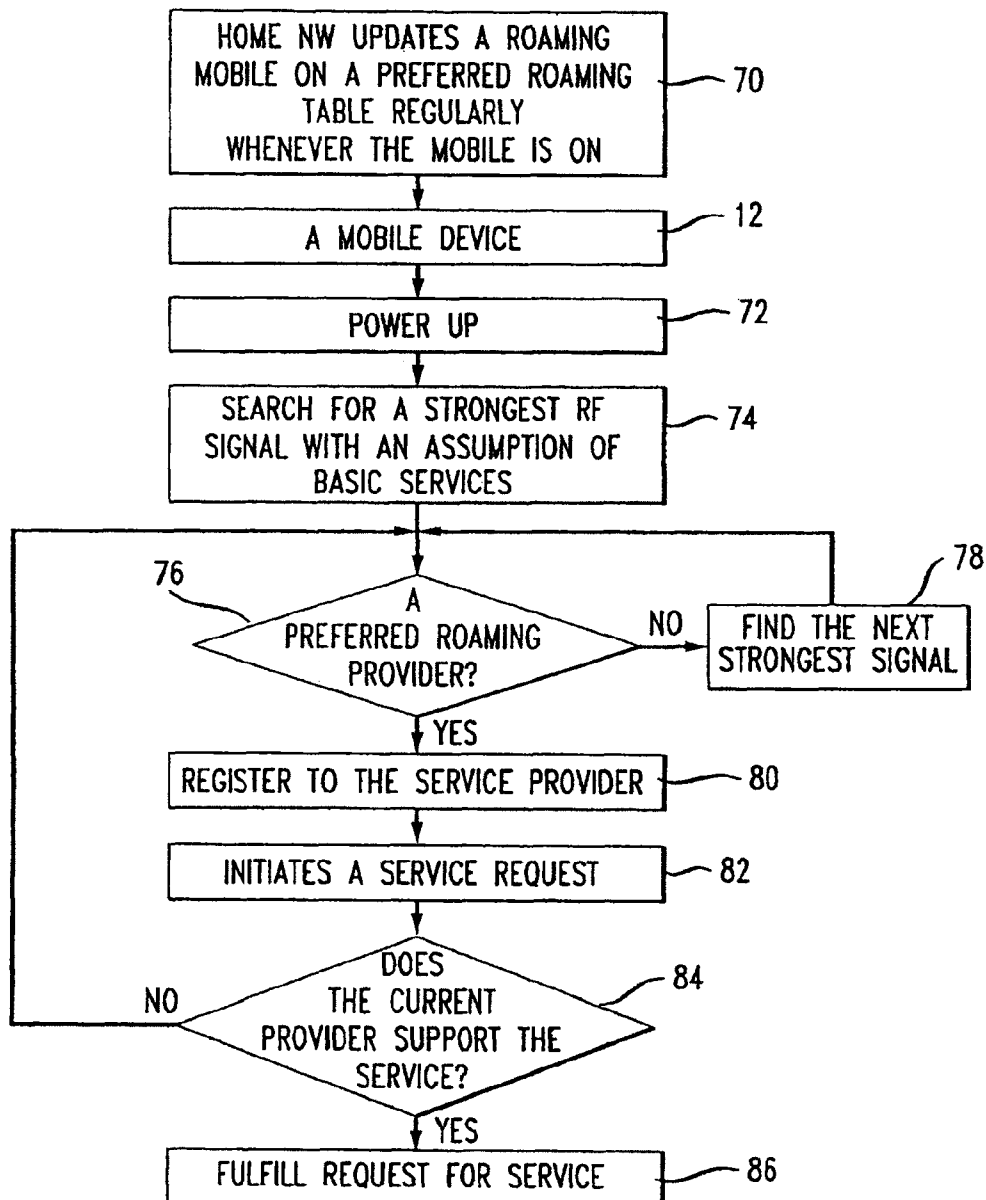 HOME NW UPDATES A ROAMING
MOBILE ON A PREFERRED ROAMING
TABLE REGULARLY
WHENEVER THE MOBILE IS ON
70
A MOBILE DEVICE
12
POWER UP
72
SEARCH FOR A STRONGEST RF
SIGNAL WITH AN ASSUMPTION OF
BASIC SERVICES
74
76
A
PREFERRED ROAMING
PROVIDER?
NO
78
FIND THE NEXT
STRONGEST SIGNAL
YES
REGISTER TO THE SERVICE PROVIDER
80
INITIATES A SERVICE REQUEST
82
DOES
THE CURRENT
PROVIDER SUPPORT THE
SERVICE?
84
NO
YES
FULFILL REQUEST FOR SERVICE
86